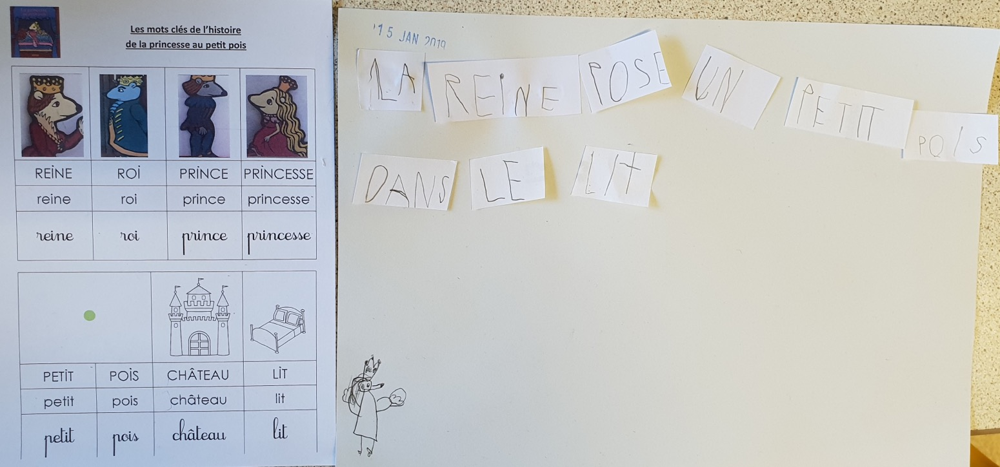 Les mots clés de l'histoire
de la princesse au petit pois
REINE ROI PRINCE PRINCESSE
reine roi prince princesse
reine roi prince princesse
PETIT POIS CHÂTEAU LIT
petit pois château lit
petit pois château lit
15 JAN 2019
LA REINE POSE UN PETIT POIS
DANS LE LIT